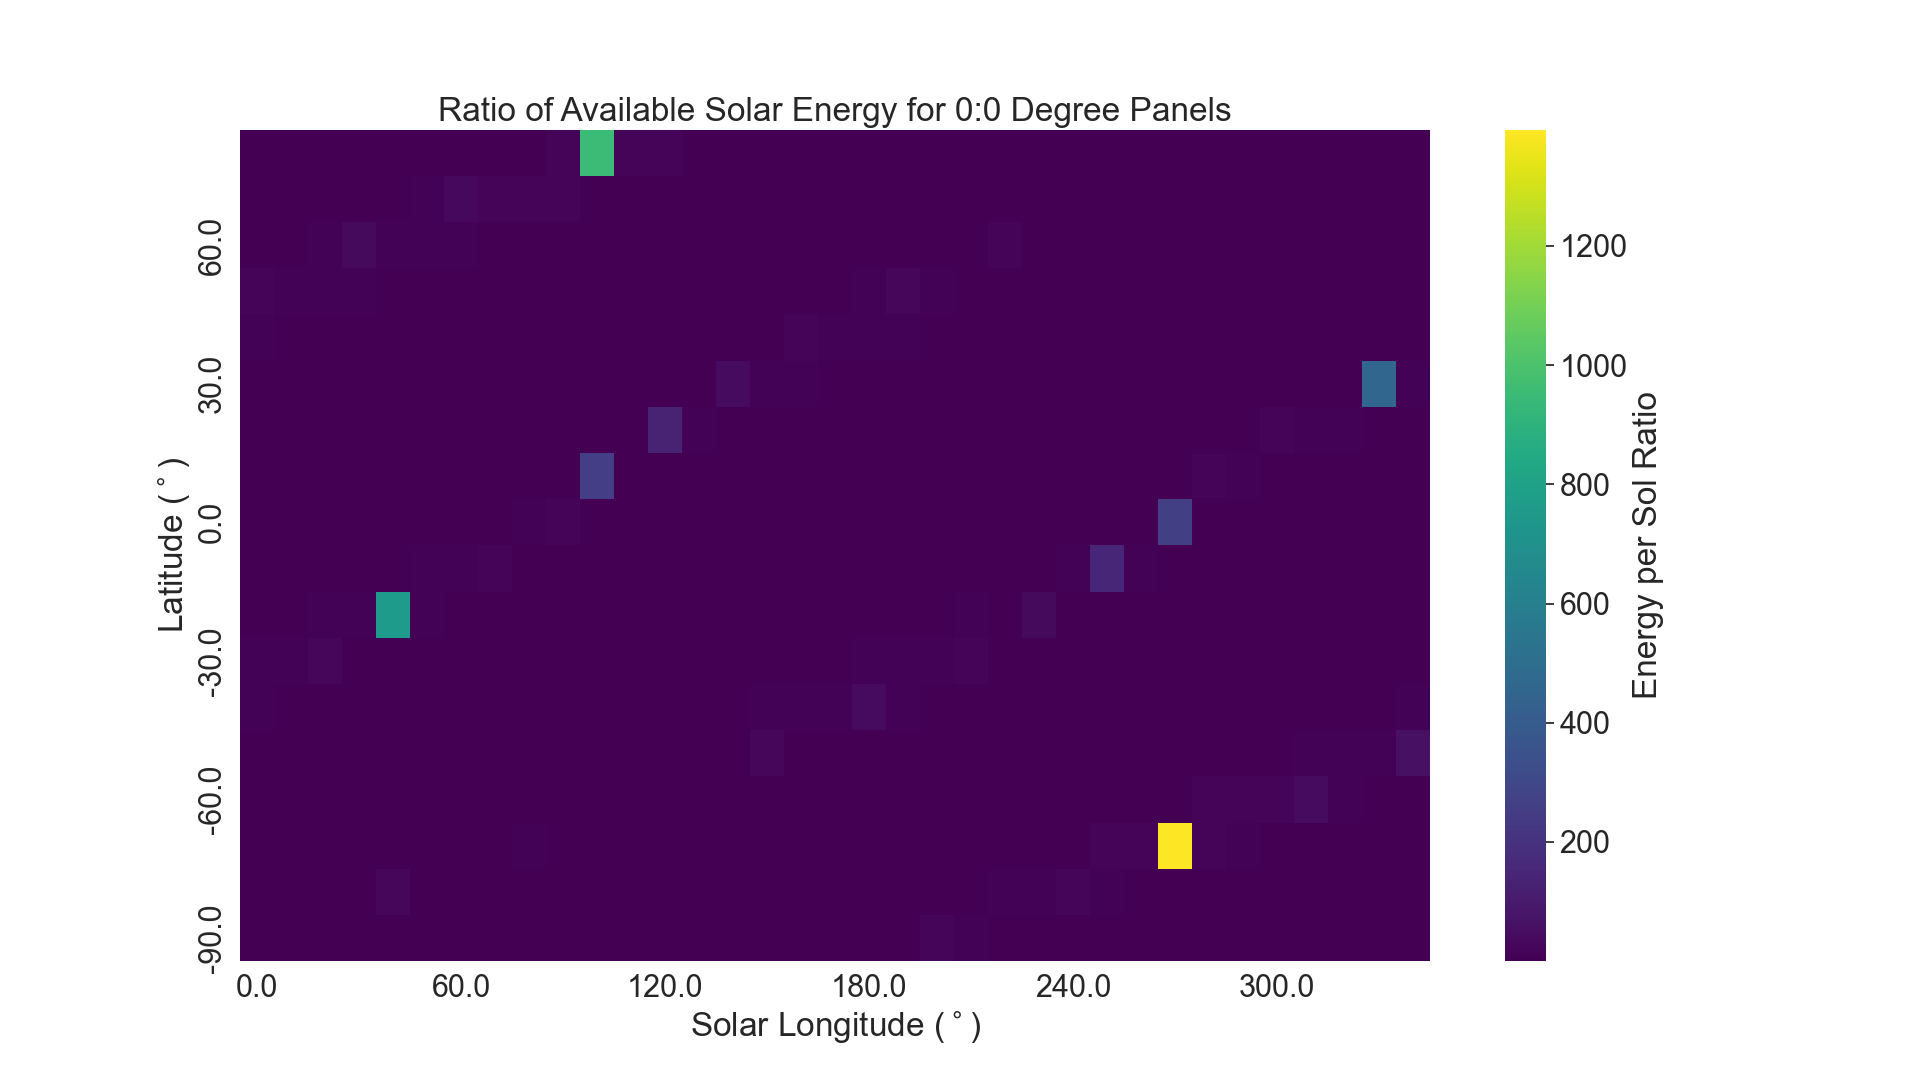 Ratio of Available Solar Energy for 0:0 Degree Panels
60.0
30.0
0.0
-30.0
-60.0
-90.0
Latitude (°)
0.0 60.0 120.0 180.0 240.0 300.0
Solar Longitude (°)
1200
1000
800
600
400
200
Energy per Sol Ratio